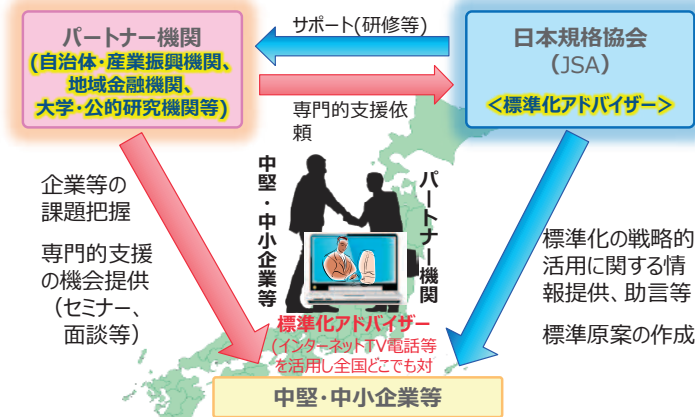 パートナー機関
(自治体・産業振興機関、
地域金融機関、
大学・公的研究機関等)
サポート(研修等)
日本規格協会
(JSA)
<標準化アドバイザー>
専門的支援依
頼
企業等の
課題把握
専門的支援
の機会提供
(セミナー、
面談等)
中堅・中小企業等
パートナー機関
標準化アドバイザー
(インターネットTV電話等
を活用し全国どこでも対
標準化の戦略的
活用に関する情
報提供、助言等
標準原案の作成
中堅・中小企業等